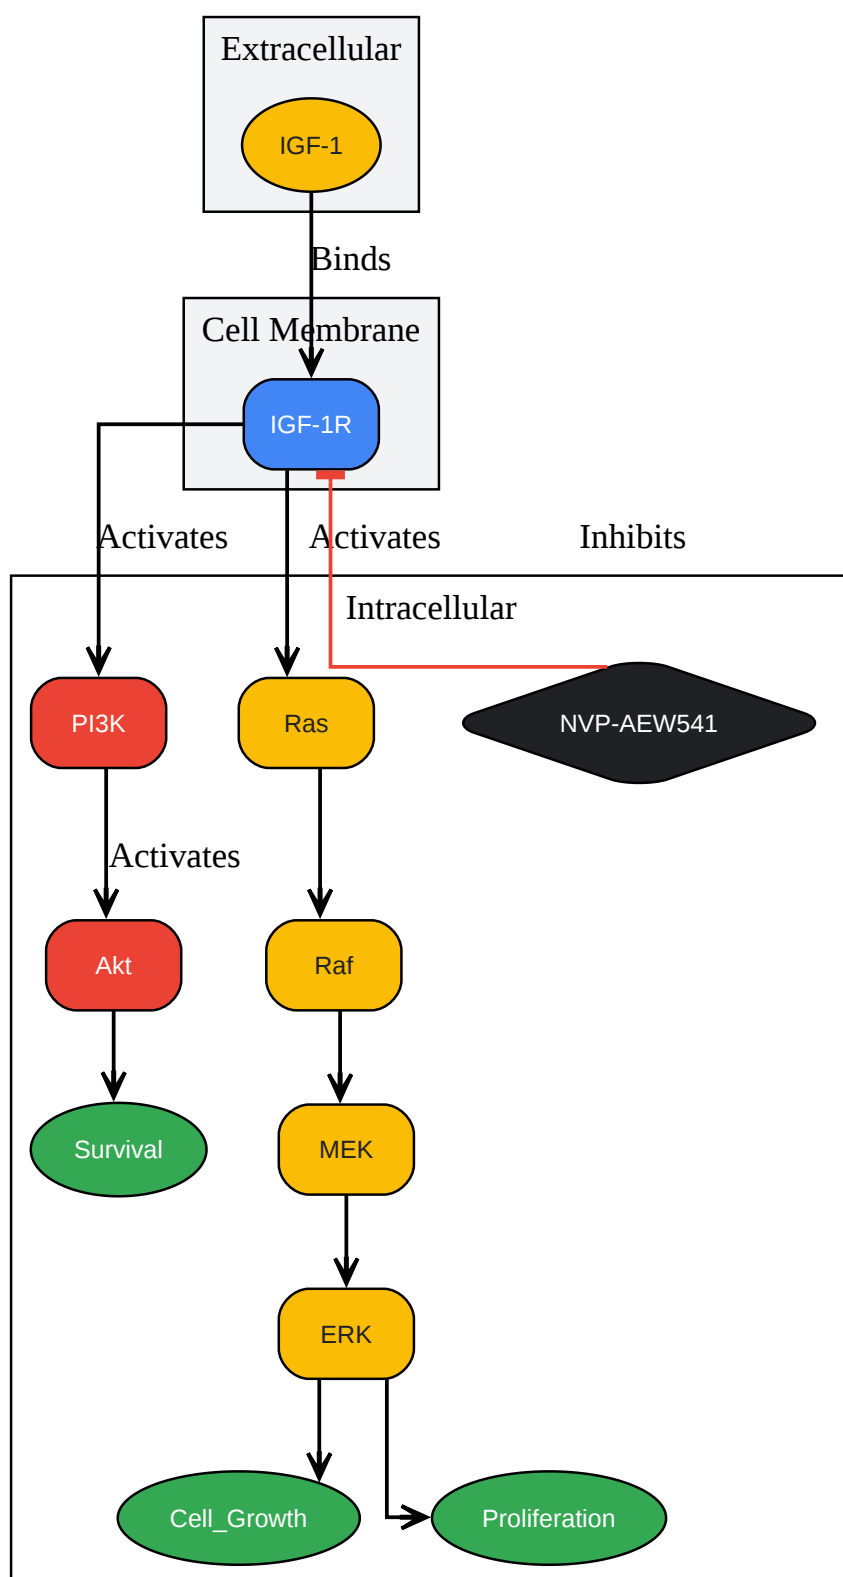 Extracellular
IGF-1
Binds
Cell Membrane
IGF-1R
Activates
Activates
Inhibits
Intracellular
PI3K
Ras
NVP-AEW541
Activates
Akt
Raf
Survival
MEK
ERK
Cell_Growth
Proliferation